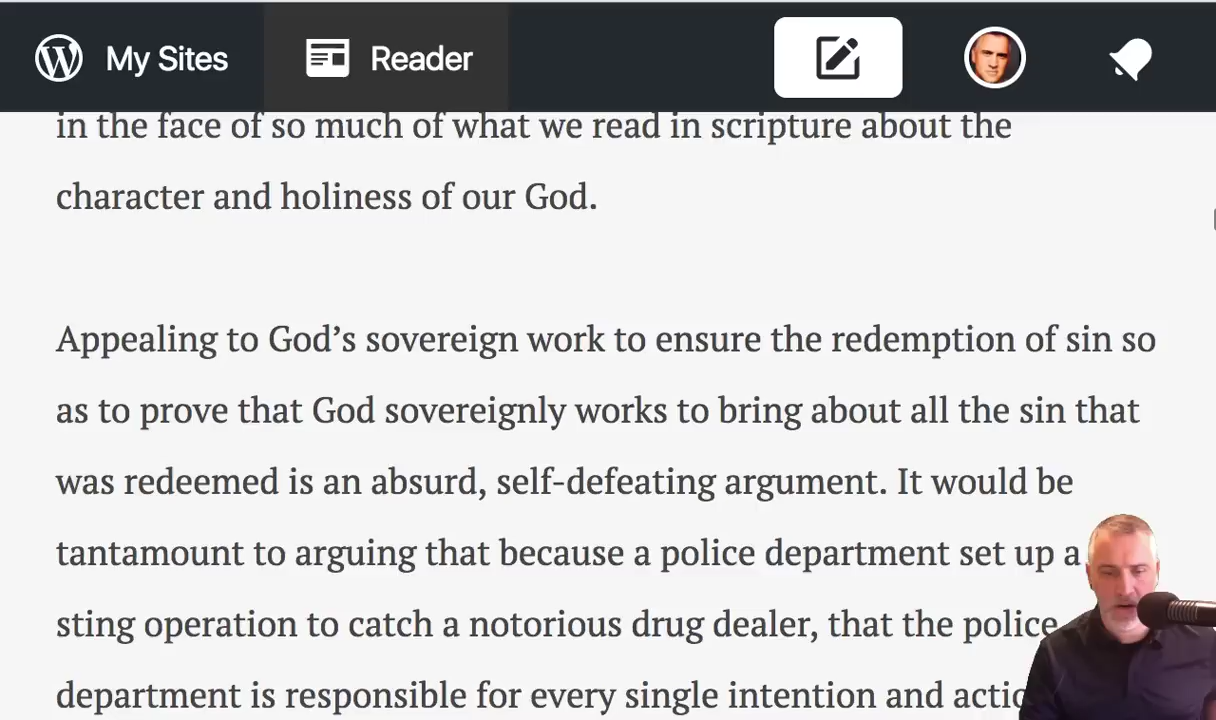 My Sites
Reader
in the face of so much of what we read in scripture about the
character and holiness of our God.
Appealing to God’s sovereign work to ensure the redemption of sin so
as to prove that God sovereignly works to bring about all the sin that
was redeemed is an absurd, self-defeating argument. It would be
tantamount to arguing that because a police department set up a
sting operation to catch a notorious drug dealer, that the police
department is responsible for every single intention and